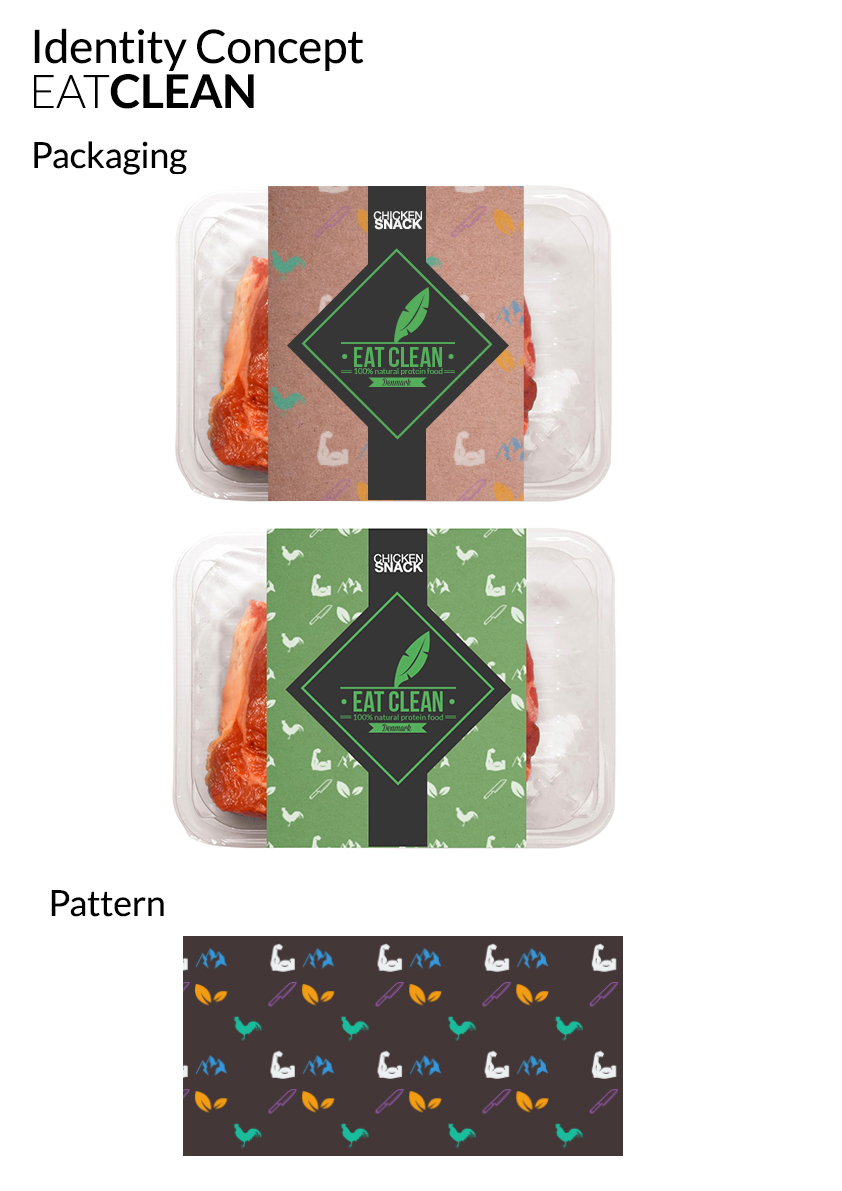 Identity Concept
EATCLEAN
Packaging
CHICKEN
SNACK
• EAT CLEAN •
100% natural protein food
Denmark
CHICKEN
SNACK
• EAT CLEAN •
100% natural protein food
Denmark
Pattern